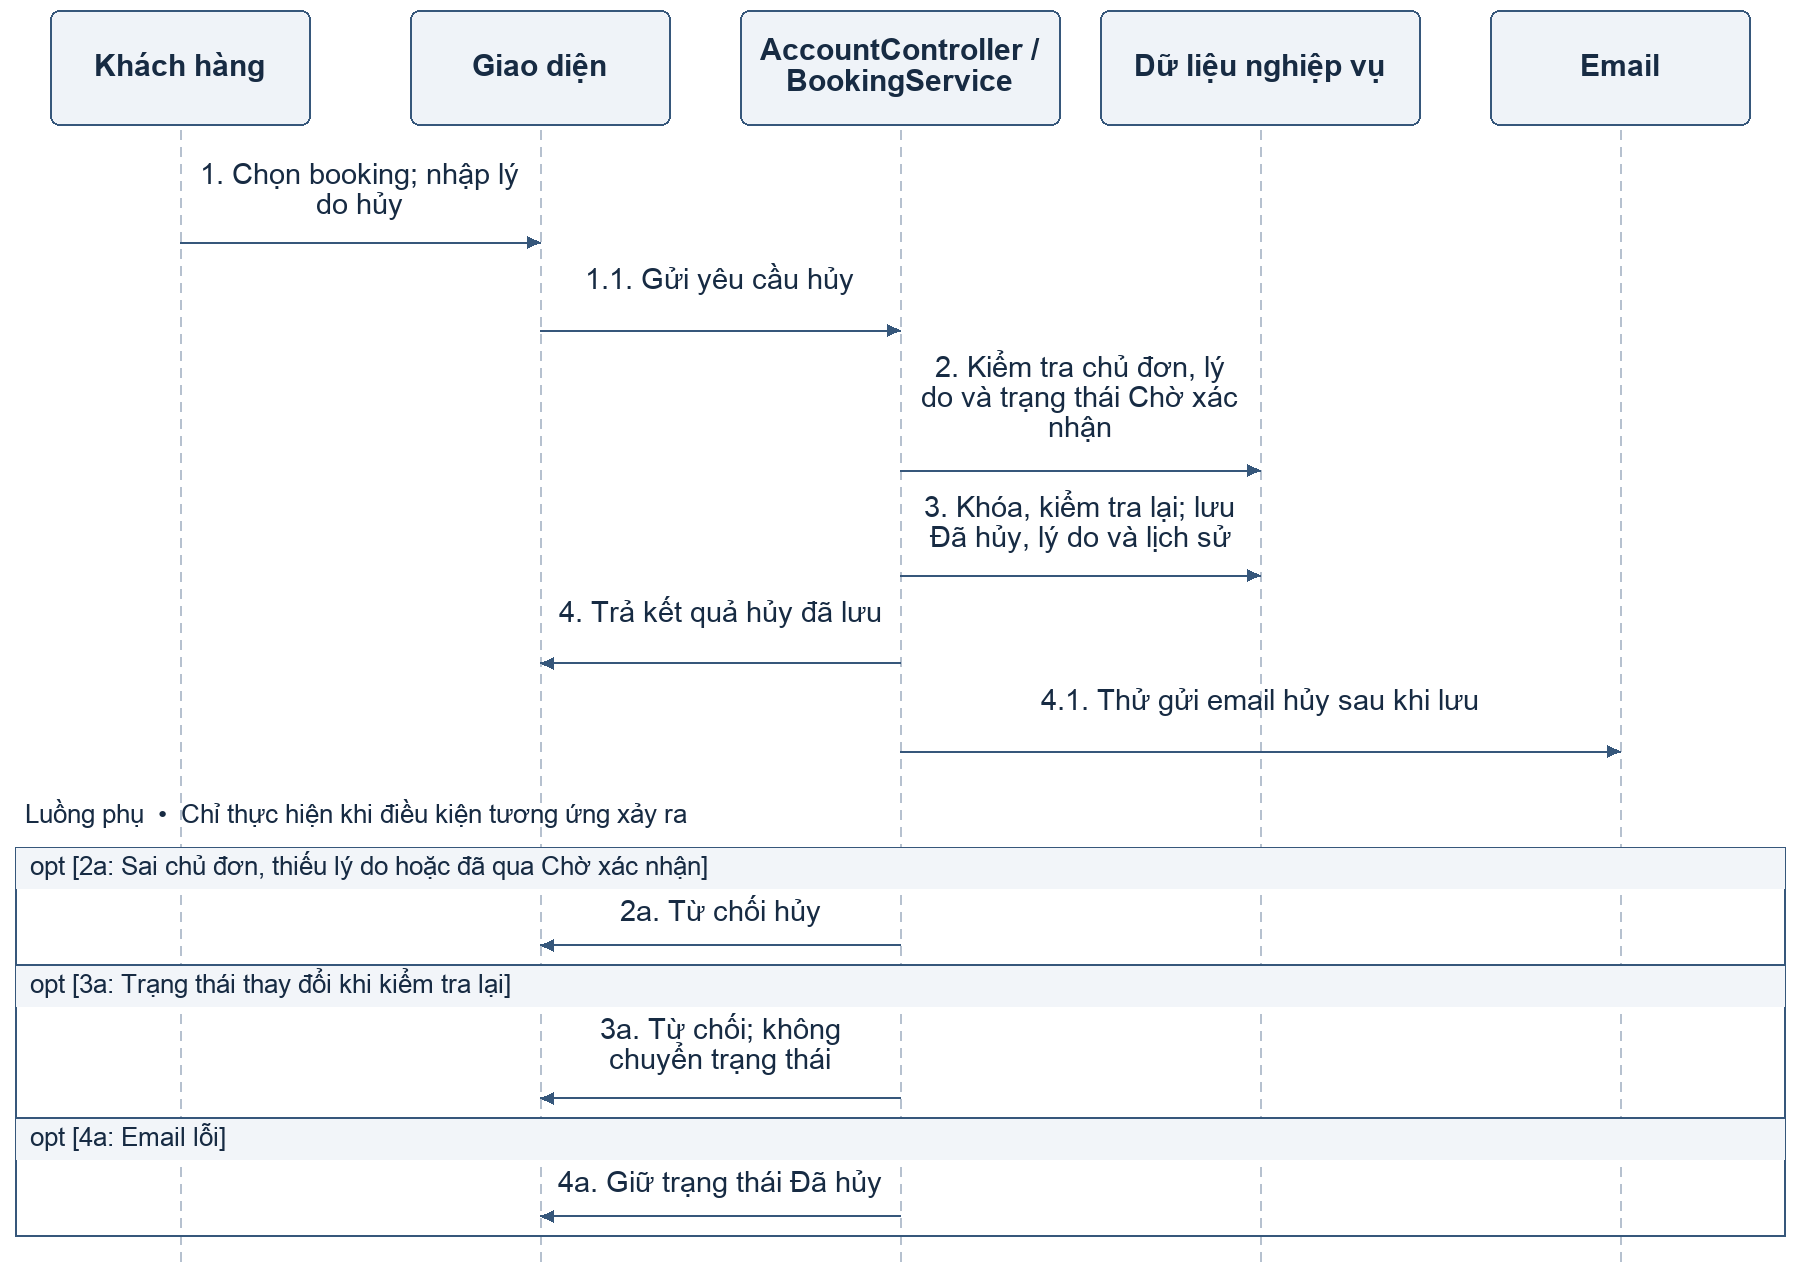 Khách hàng
Giao diện
AccountController /
BookingService
Dữ liệu nghiệp vụ
Email
1. Chọn booking; nhập lý
do hủy
1.1. Gửi yêu cầu hủy
2. Kiểm tra chủ đơn, lý
do và trạng thái Chờ xác
nhận
3. Khóa, kiểm tra lại; lưu
Đã hủy, lý do và lịch sử
4. Trả kết quả hủy đã lưu
4.1. Thử gửi email hủy sau khi lưu
Luồng phụ • Chỉ thực hiện khi điều kiện tương ứng xảy ra
opt [2a: Sai chủ đơn, thiếu lý do hoặc đã qua Chờ xác nhận]
2a. Từ chối hủy
opt [3a: Trạng thái thay đổi khi kiểm tra lại]
3a. Từ chối; không
chuyển trạng thái
opt [4a: Email lỗi]
4a. Giữ trạng thái Đã hủy